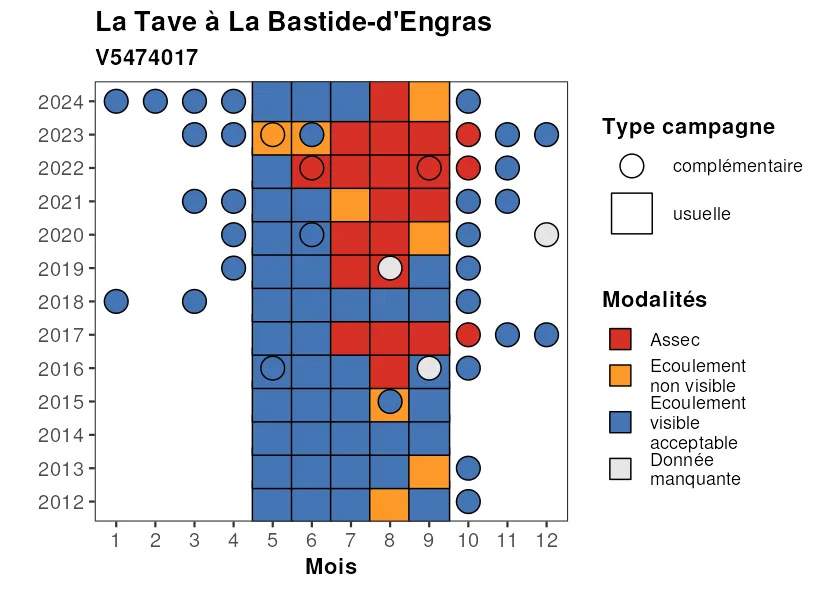 La Tave à La Bastide-d'Engras
V5474017
2024
2023
2022
2021
2020
2019
2018
2017
2016
2015
2014
2013
2012
1 2 3 4 5 6 7 8 9 10 11 12
Mois
Type campagne
complémentaire
usuelle
Modalités
Assec
Ecoulement
non visible
Ecoulement
visible
acceptable
Donnée
manquante